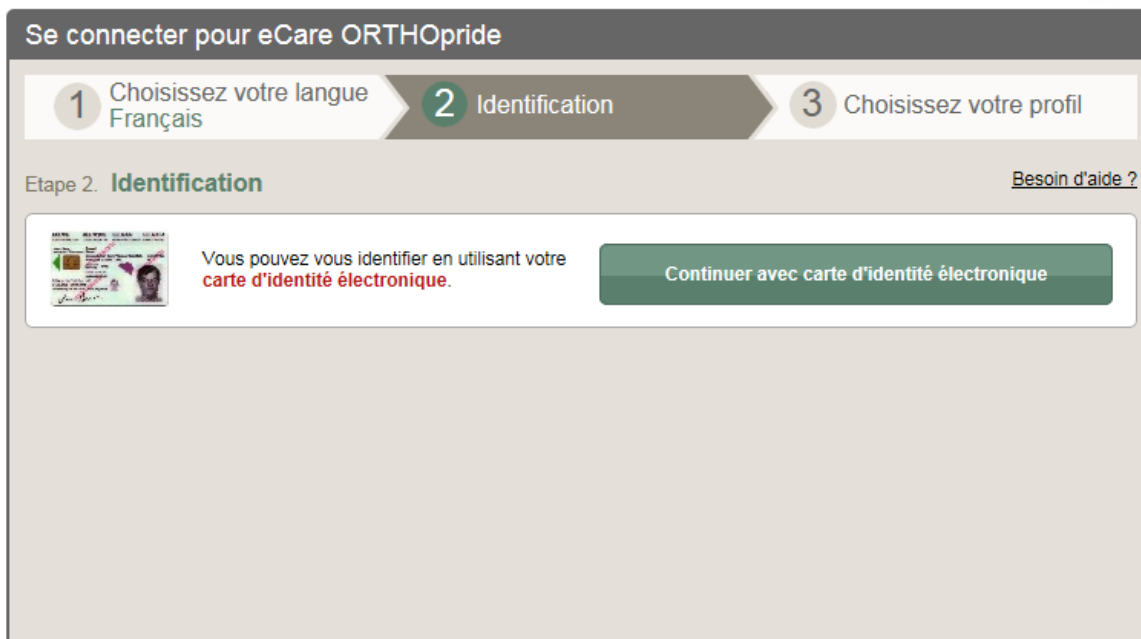 Se connecter pour eCare ORTHOpride
1 Choisissez votre langue
Français
2 Identification
3 Choisissez votre profil
Etape 2. Identification
Besoin d'aide ?
Vous pouvez vous identifier en utilisant votre
carte d'identité électronique.
Continuer avec carte d'identité électronique